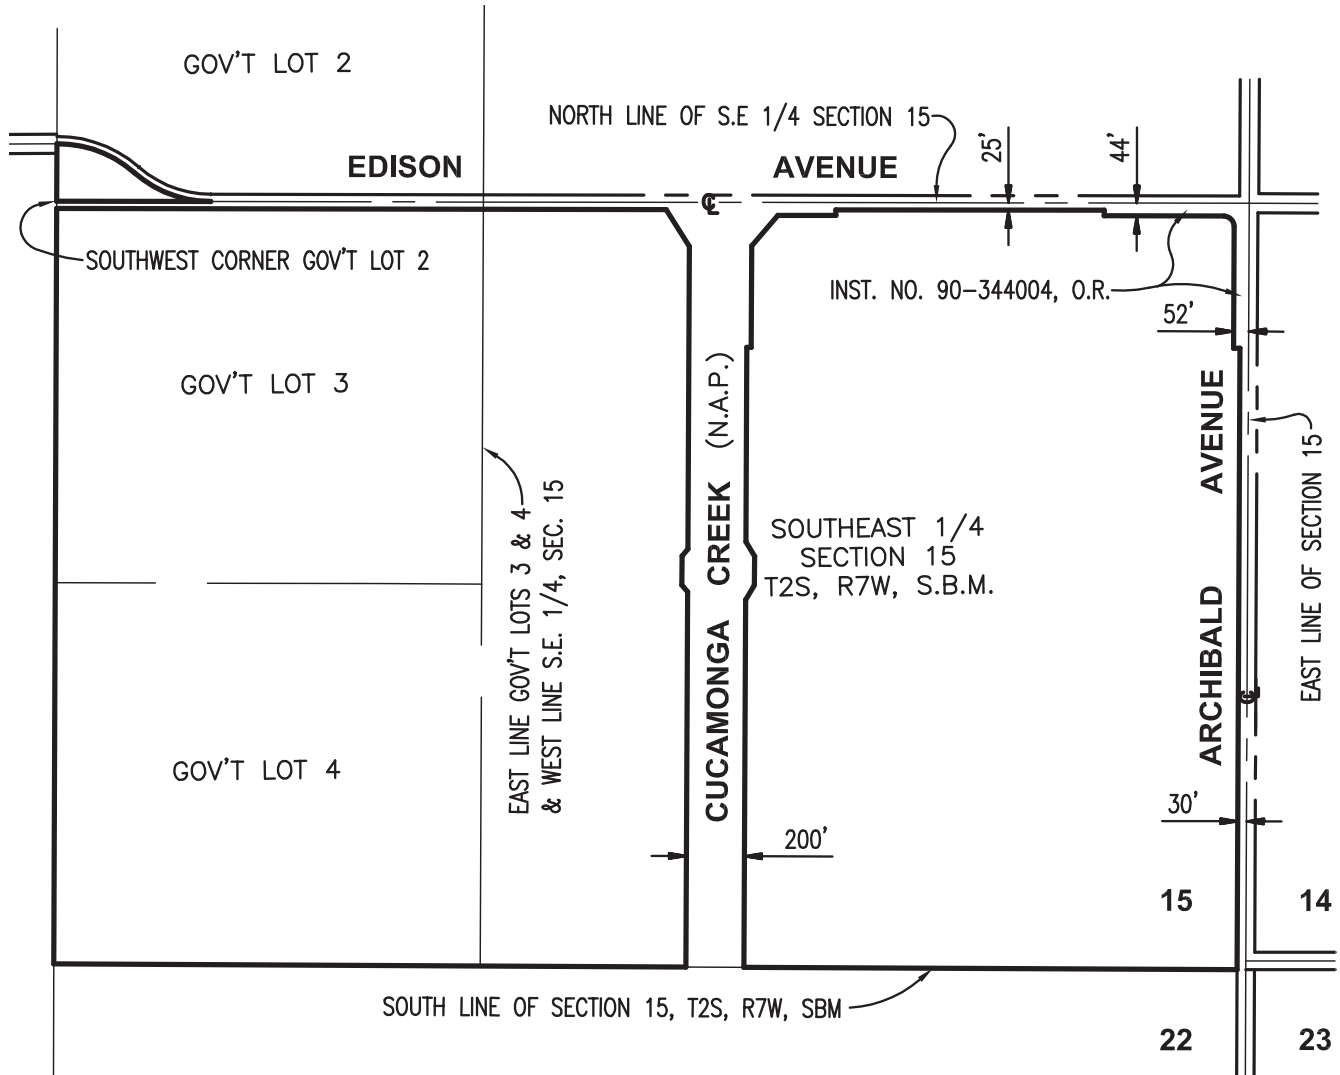 GOV'T LOT 2
NORTH LINE OF S.E 1/4 SECTION 15
25'
44'
EDISON AVENUE
℄
SOUTHWEST CORNER GOV'T LOT 2
INST. NO. 90-344004, O.R.
52'
GOV'T LOT 3
CUCAMONGA CREEK (N.A.P.)
AVENUE
ARCHIBALD
EAST LINE OF SECTION 15
EAST LINE GOV'T LOTS 3 & 4
& WEST LINE S.E. 1/4, SEC. 15
SOUTHEAST 1/4
SECTION 15
T2S, R7W, S.B.M.
℄
GOV'T LOT 4
30'
200'
15
14
SOUTH LINE OF SECTION 15, T2S, R7W, SBM
22
23